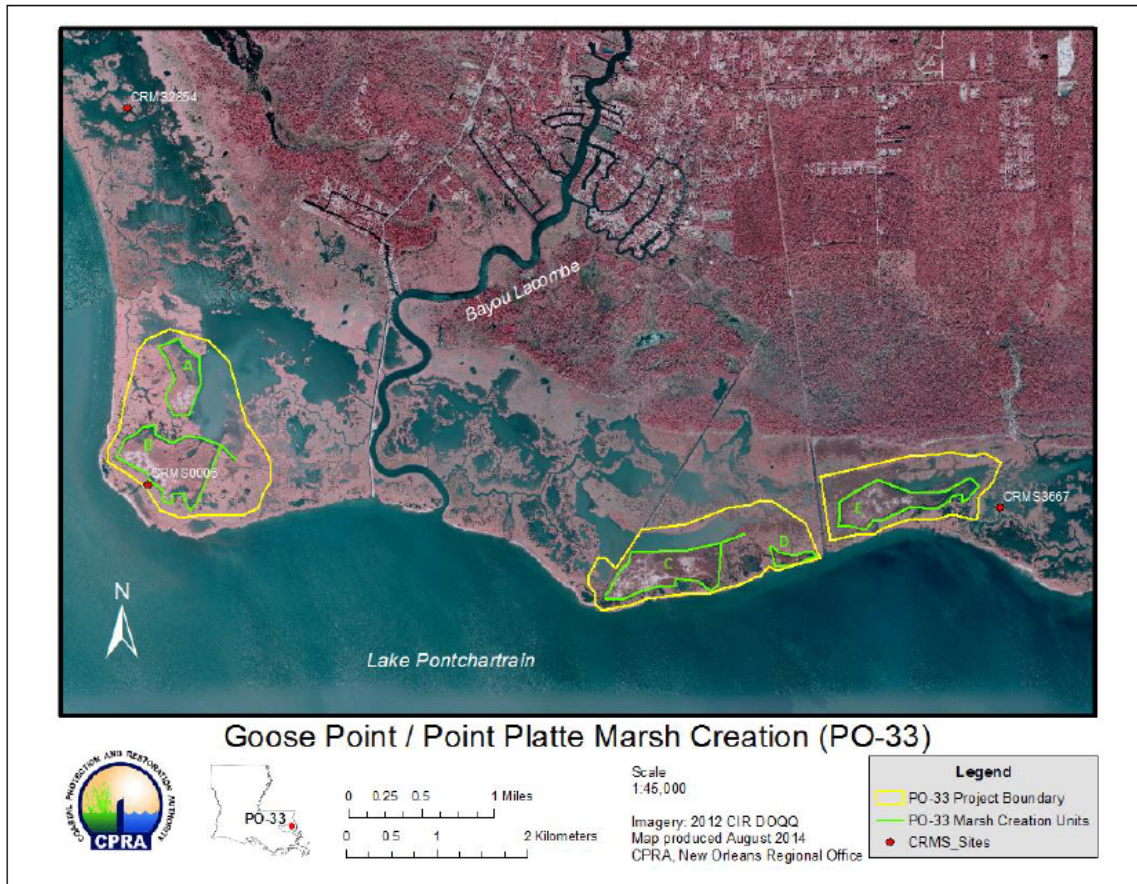 CRMS2854
Bayou Lacombe
A
B
CRMS0006
CRMS3667
E
D
C
N
Lake Pontchartrain
Goose Point / Point Platte Marsh Creation (PO-33)
COASTAL PROTECTION AND RESTORATION AUTHORITY
CPRA
PO-33
0 0.25 0.5 1 Miles
0 0.5 1 2 Kilometers
Scale
1:45,000
Imagery: 2012 CIR DOQQ
Map produced August 2014
CPRA, New Orleans Regional Office
Legend
PO-33 Project Boundary
PO-33 Marsh Creation Units
CRMS_Sites